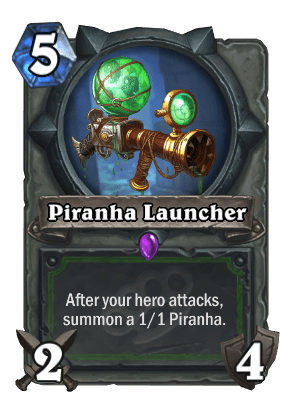 5
Piranha Launcher
After your hero attacks,
summon a 1/1 Piranha.
2
4